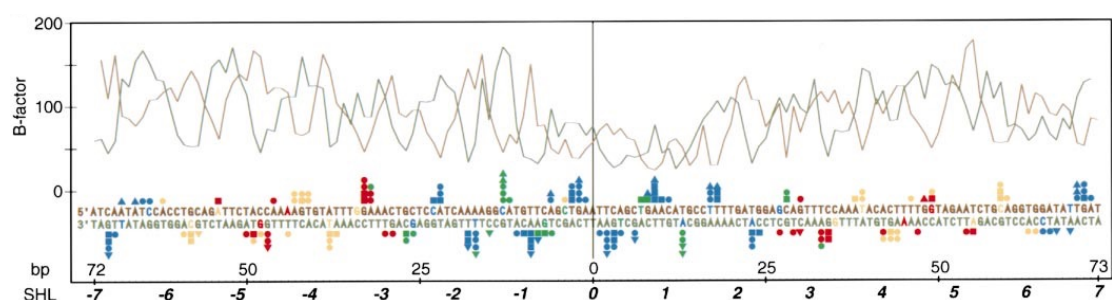 200
100
0
B-factor
5'ATCAATATCCACCTGCAGATTCTACCAAAAGTGTATTTGGAAACTGCTCCATCAAAAGGCATGTTCAGCTGAATTCAGCTGAACATGCCTTTTGATGGAGCAGTTTCCAAATACACTTTTGGTAGAATCTGCAGGTGGATATTGAT
3'TAGTTATAGGTGGACGTCTAAGATGGTTTTCACATAAACCTTTGACGAGGTAGTTTTCCGTACAAGTCGACTTAAGTCGACTTGTACGGAAAACTACCTCGTCAAAGGTTTATGTGAAAACCATCTTAGACGTCCACCTATAACTA
bp 72 50 25 0 25 50 73
SHL -7 -6 -5 -4 -3 -2 -1 0 1 2 3 4 5 6 7